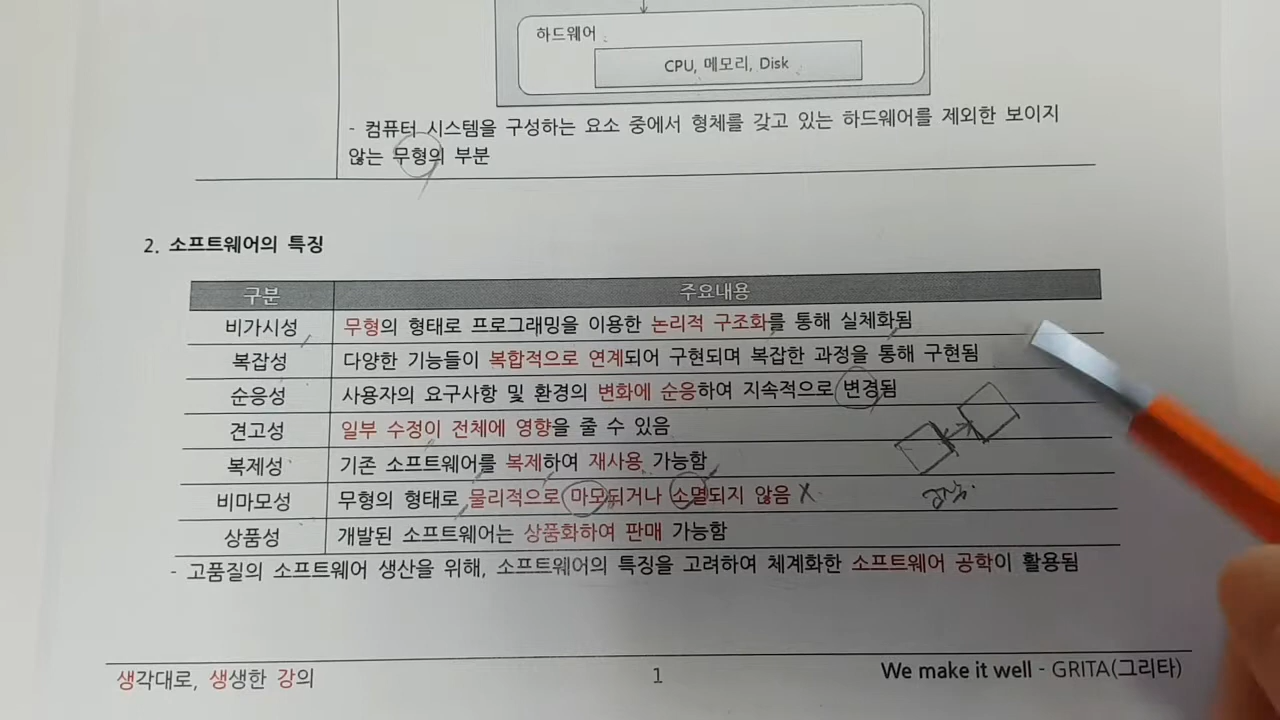 하드웨어
CPU, 메모리, Disk
- 컴퓨터 시스템을 구성하는 요소 중에서 형체를 갖고 있는 하드웨어를 제외한 보이지
않는 무형의 부분
2. 소프트웨어의 특징
구분 주요내용
비가시성 무형의 형태로 프로그래밍을 이용한 논리적 구조화를 통해 실체화됨
복잡성 다양한 기능들이 복합적으로 연계되어 구현되며 복잡한 과정을 통해 구현됨
순응성 사용자의 요구사항 및 환경의 변화에 순응하여 지속적으로 변경됨
견고성 일부 수정이 전체에 영향을 줄 수 있음
복제성 기존 소프트웨어를 복제하여 재사용 가능함
비마모성 무형의 형태로 물리적으로 마모되거나 소멸되지 않음 X
상품성 개발된 소프트웨어는 상품화하여 판매 가능함
- 고품질의 소프트웨어 생산을 위해, 소프트웨어의 특징을 고려하여 체계화한 소프트웨어 공학이 활용됨
생각대로, 생생한 강의 1 We make it well - GRITA(그리타)